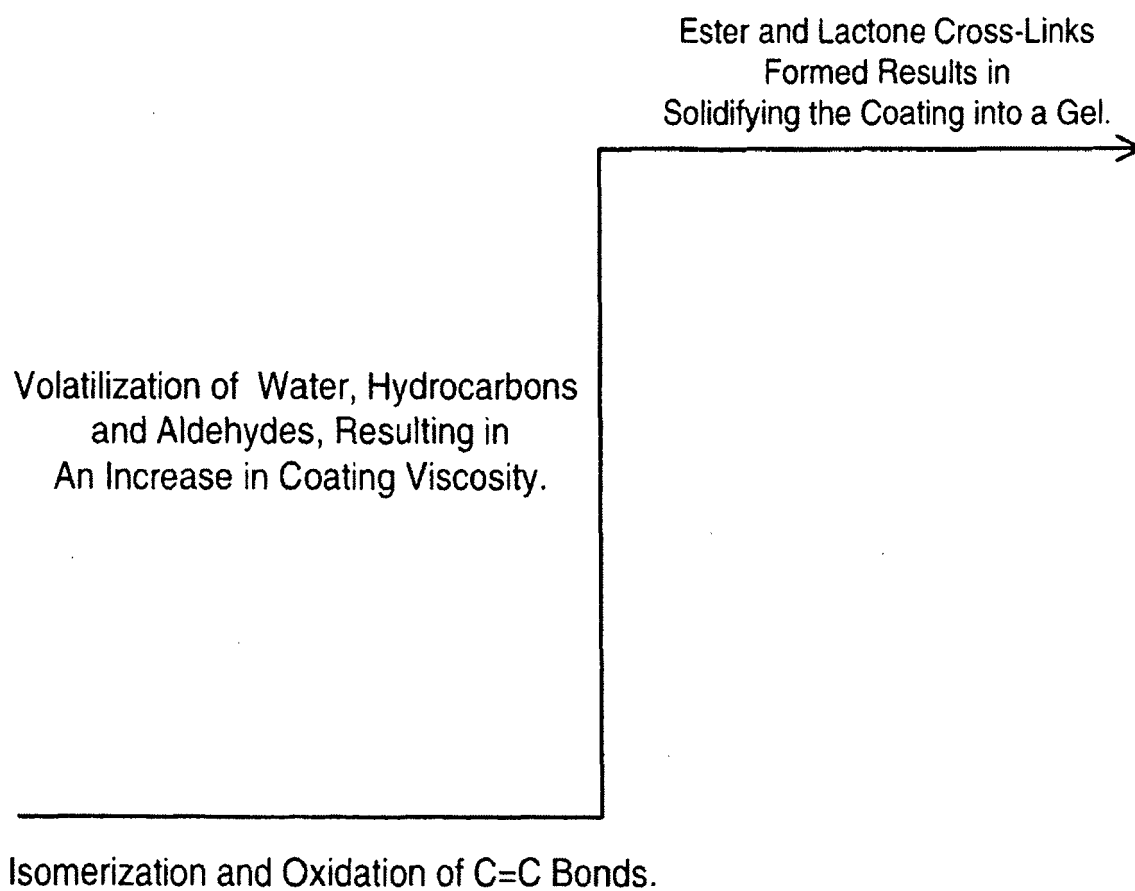 Ester and Lactone Cross-Links
Formed Results in
Solidifying the Coating into a Gel.
Volatilization of Water, Hydrocarbons
and Aldehydes, Resulting in
An Increase in Coating Viscosity.
Isomerization and Oxidation of C=C Bonds.